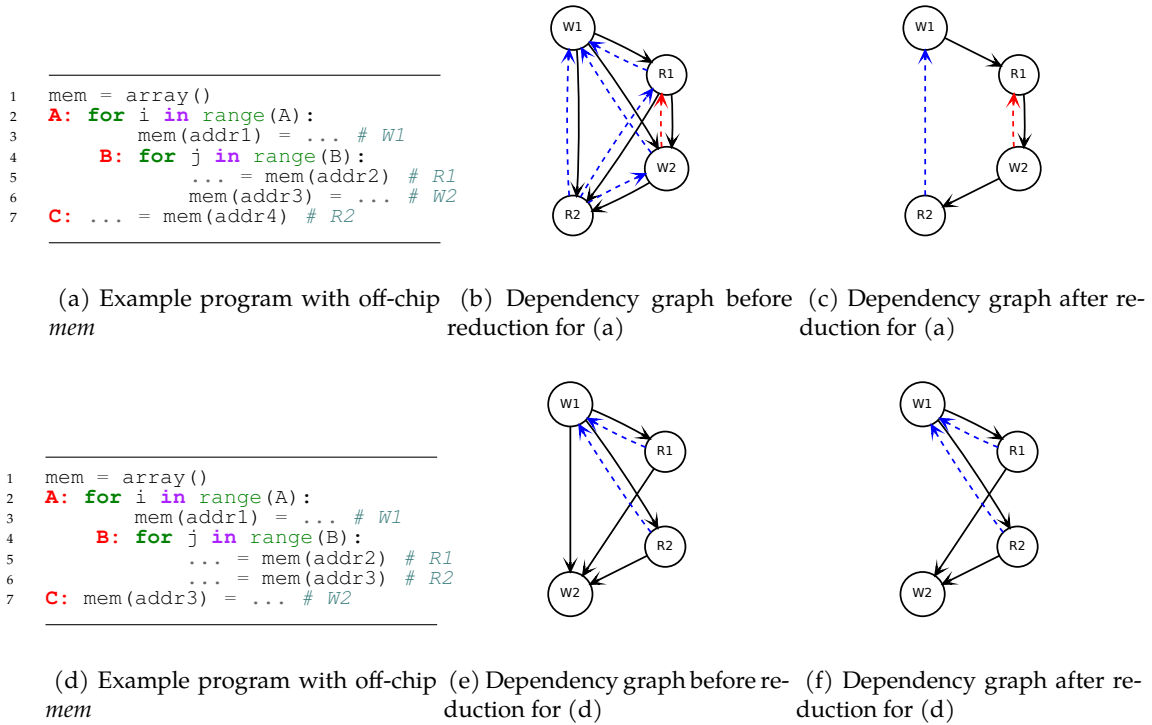 1 mem = array()
2 A: for i in range(A):
3 mem(addr1) = ... # W1
4 B: for j in range(B):
5 ... = mem(addr2) # R1
6 mem(addr3) = ... # W2
7 C: ... = mem(addr4) # R2
W1
R1
W2
R2
W1
R1
W2
R2
(a) Example program with off-chip
mem
(b) Dependency graph before
reduction for (a)
(c) Dependency graph after re-
duction for (a)
1 mem = array()
2 A: for i in range(A):
3 mem(addr1) = ... # W1
4 B: for j in range(B):
5 ... = mem(addr2) # R1
6 ... = mem(addr3) # R2
7 C: mem(addr3) = ... # W2
W1
R1
R2
W2
W1
R1
R2
W2
(d) Example program with off-chip
mem
(e) Dependency graph before re-
duction for (d)
(f) Dependency graph after re-
duction for (d)